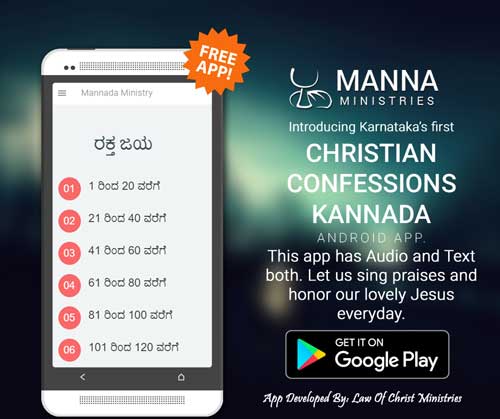 FREE
APP!
Mannada Ministry
ರಕ್ತ ಜಯ
01 1 ರಿಂದ 20 ವರೆಗೆ
02 21 ರಿಂದ 40 ವರೆಗೆ
03 41 ರಿಂದ 60 ವರೆಗೆ
04 61 ರಿಂದ 80 ವರೆಗೆ
05 81 ರಿಂದ 100 ವರೆಗೆ
06 101 ರಿಂದ 120 ವರೆಗೆ
MANNA
MINISTRIES
Introducing Karnataka's first
CHRISTIAN
CONFESSIONS
KANNADA
ANDROID APP.
This app has Audio and Text
both. Let us sing praises and
honor our lovely Jesus
everyday.
GET IT ON
Google Play
App Developed By: Law Of Christ Ministries